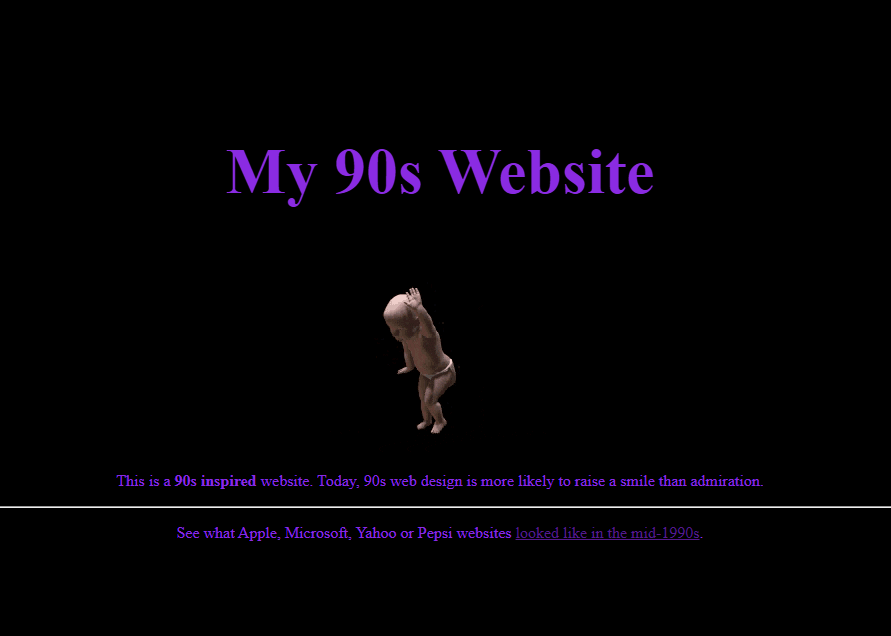 My 90s Website
This is a 90s inspired website. Today, 90s web design is more likely to raise a smile than admiration.
See what Apple, Microsoft, Yahoo or Pepsi websites looked like in the mid-1990s.